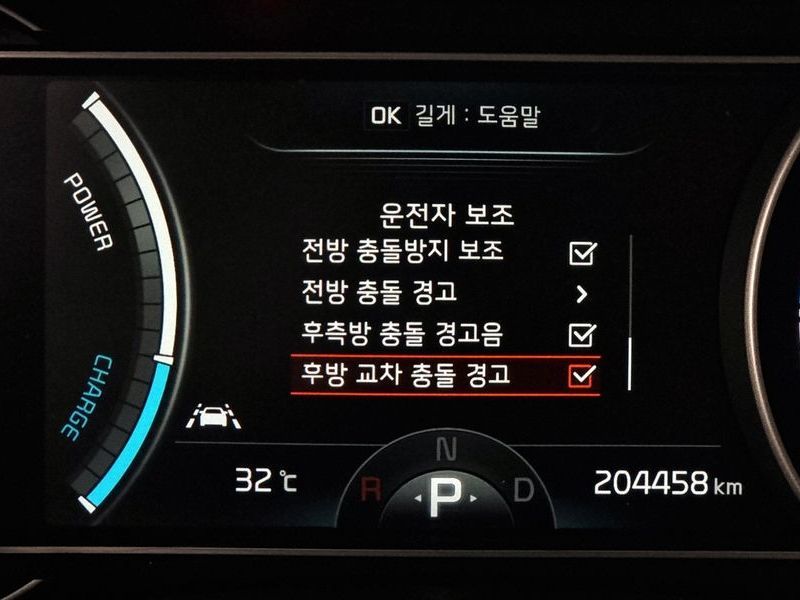 OK 길게 : 도움말
POWER
운전자 보조
전방 충돌방지 보조
전방 충돌 경고
후측방 충돌 경고음
후방 교차 충돌 경고
CHARGE
N
32 ℃
R P D
204458 km